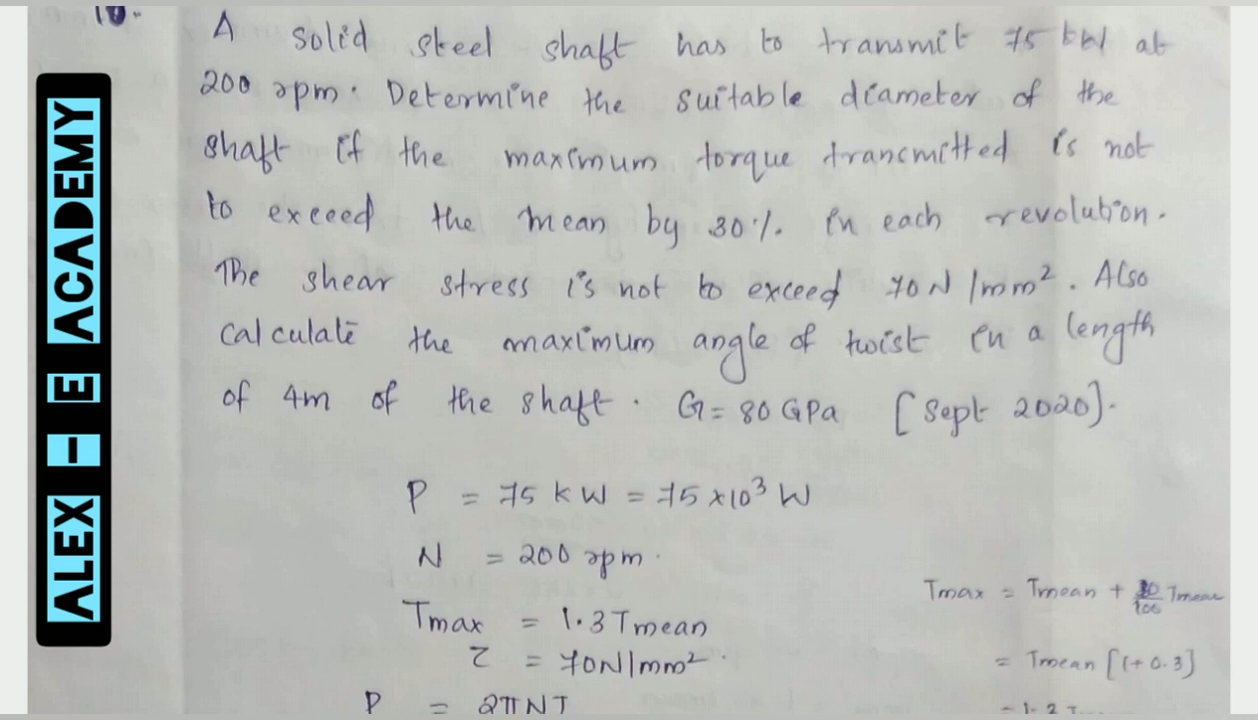 10.
A solid steel shaft has to transmit 75 kW at
200 rpm. Determine the suitable diameter of the
shaft if the maximum torque trancmitted is not
to exceed the mean by 30%. in each revolution.
The shear stress is not to exceed 70 N/mm². Also
calculate the maximum angle of twist in a length
of 4m of the shaft. G = 80 GPa [Sept 2020].
P = 75 kW = 75 x 10³ W
N = 200 rpm.
Tmax = 1.3 Tmean
τ = 70N/mm².
P = 2πNT
Tmax = Tmean + 30/100 Tmean
= Tmean [1+0.3]
ALEX - E ACADEMY